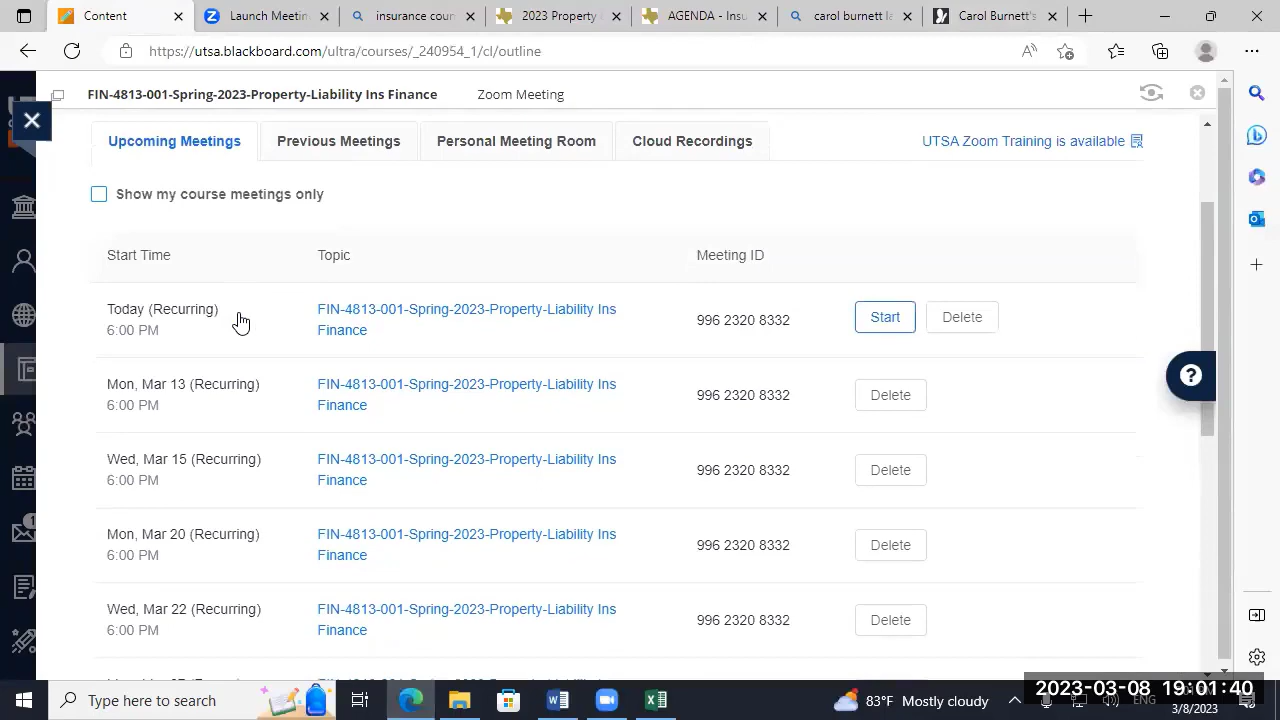 Content
Launch Meetin
insurance coun
2023 Property
AGENDA - Insu
carol burnett la
Carol Burnett's
https://utsa.blackboard.com/ultra/courses/_240954_1/cl/outline
FIN-4813-001-Spring-2023-Property-Liability Ins Finance
Zoom Meeting
Upcoming Meetings
Previous Meetings
Personal Meeting Room
Cloud Recordings
UTSA Zoom Training is available
Show my course meetings only
Start Time
Topic
Meeting ID
Today (Recurring)
6:00 PM
FIN-4813-001-Spring-2023-Property-Liability Ins
Finance
996 2320 8332
Start
Delete
Mon, Mar 13 (Recurring)
6:00 PM
FIN-4813-001-Spring-2023-Property-Liability Ins
Finance
996 2320 8332
Delete
Wed, Mar 15 (Recurring)
6:00 PM
FIN-4813-001-Spring-2023-Property-Liability Ins
Finance
996 2320 8332
Delete
Mon, Mar 20 (Recurring)
6:00 PM
FIN-4813-001-Spring-2023-Property-Liability Ins
Finance
996 2320 8332
Delete
Wed, Mar 22 (Recurring)
6:00 PM
FIN-4813-001-Spring-2023-Property-Liability Ins
Finance
996 2320 8332
Delete
Type here to search
83°F Mostly cloudy
ENG
2023-03-08 19:01:40
3/8/2023